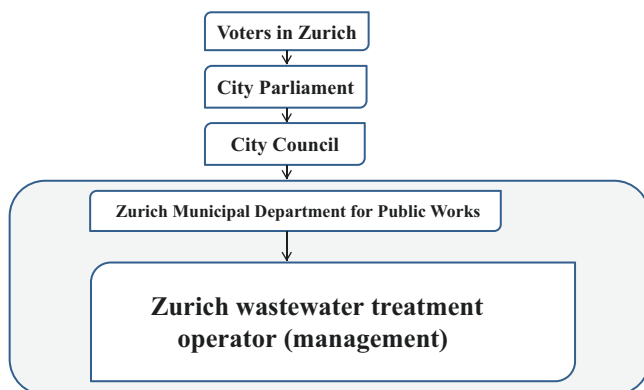 Voters in Zurich
City Parliament
City Council
Zurich Municipal Department for Public Works
Zurich wastewater treatment
operator (management)